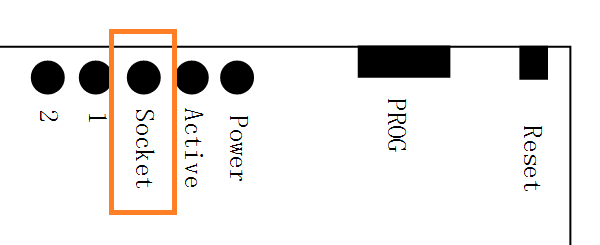 2
1
Socket
Active
Power
PROG
Reset